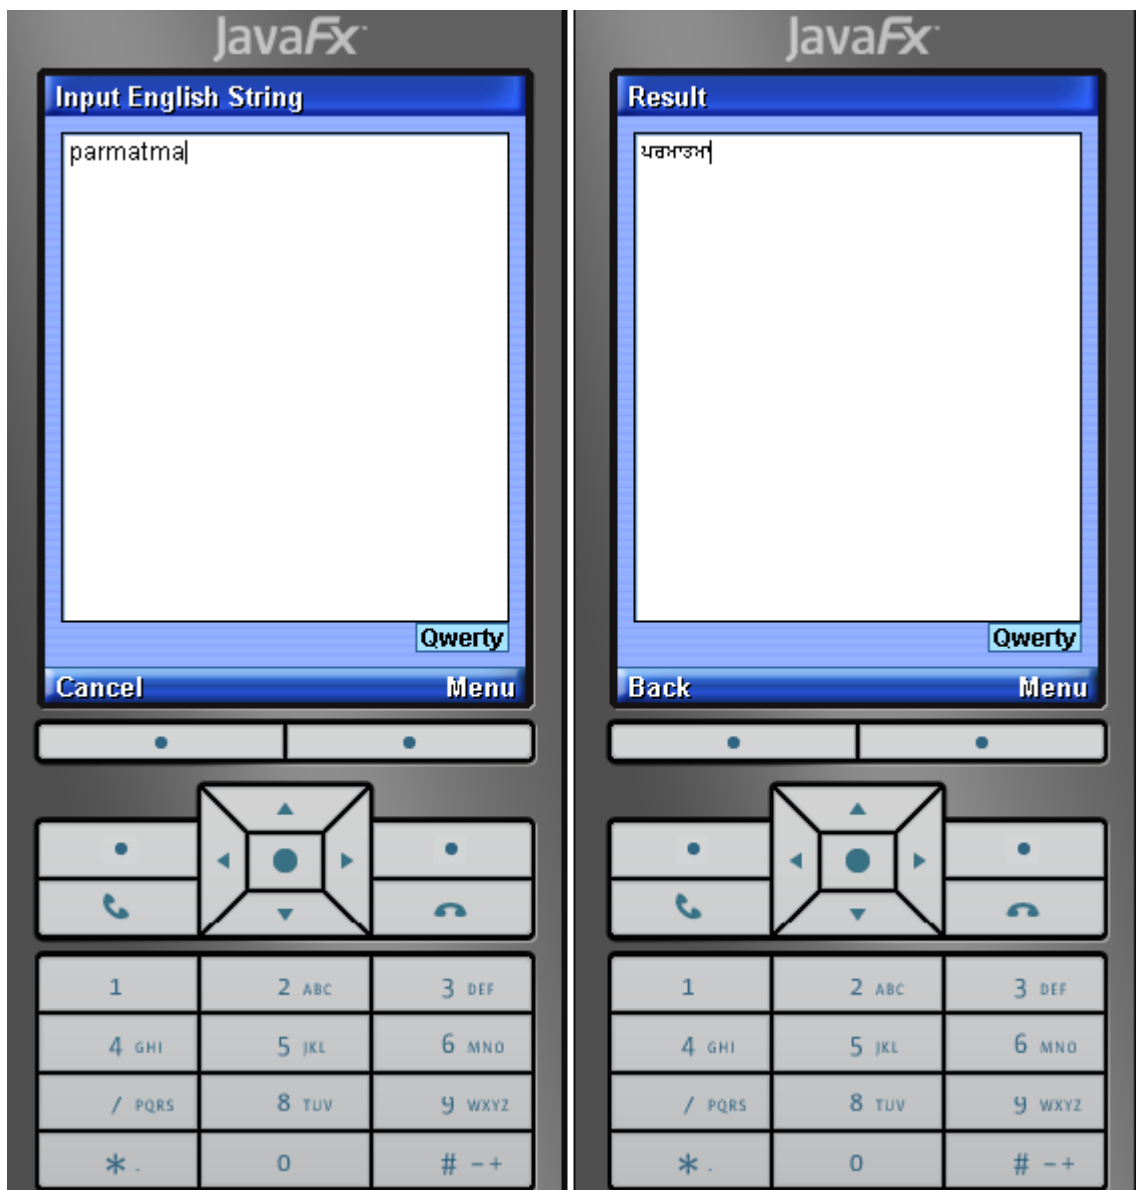 JavaFx
Input English String
parmatma
Qwerty
Cancel Menu
1 2 ABC 3 DEF
4 GHI 5 JKL 6 MNO
7 PQRS 8 TUV 9 WXYZ
* . 0 # - +
JavaFx
Result
ਪਰਮਾਤਮਾ
Qwerty
Back Menu
1 2 ABC 3 DEF
4 GHI 5 JKL 6 MNO
7 PQRS 8 TUV 9 WXYZ
* . 0 # - +